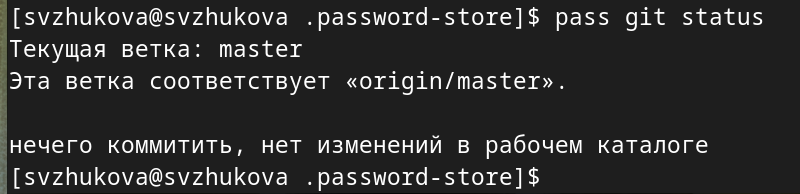 [svzhukova@svzhukova .password-store]$ pass git status
Текущая ветка: master
Эта ветка соответствует «origin/master».
нечего коммитить, нет изменений в рабочем каталоге
[svzhukova@svzhukova .password-store]$